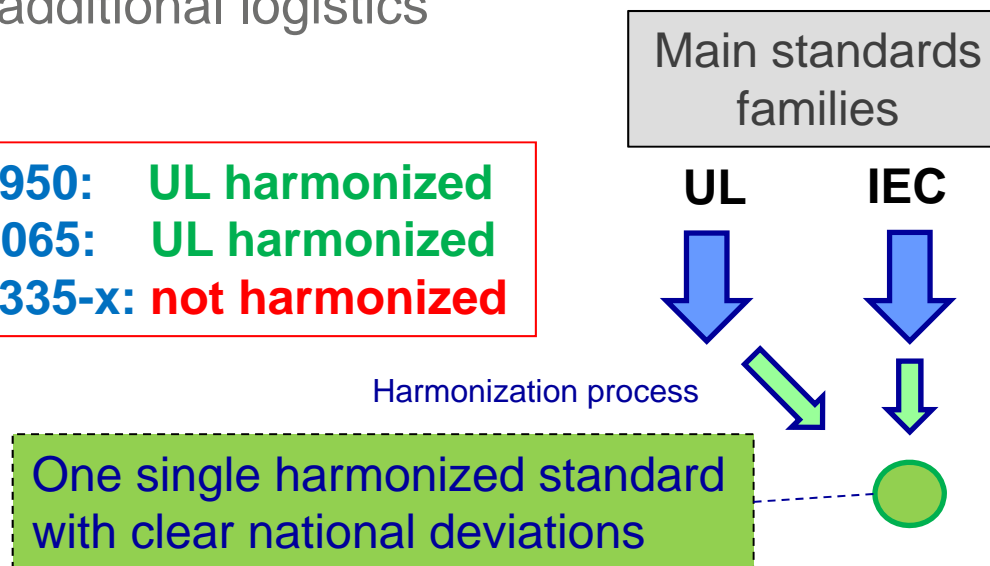 additional logistics
Main standards
families
950: UL harmonized
065: UL harmonized
335-x: not harmonized
UL IEC
Harmonization process
One single harmonized standard
with clear national deviations